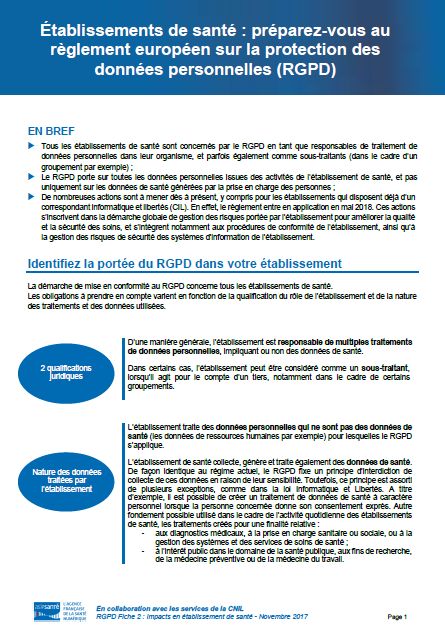 Établissements de santé : préparez-vous au
règlement européen sur la protection des
données personnelles (RGPD)
EN BREF
Tous les établissements de santé sont concernés par le RGPD en tant que responsables de traitement de
données personnelles dans leur organisme, et parfois également comme sous-traitants (dans le cadre d'un
groupement par exemple) ;
Le RGPD porte sur toutes les données personnelles issues des activités de l'établissement de santé, et pas
uniquement sur les données de santé générées par la prise en charge des personnes ;
De nombreuses actions sont à mener dès à présent, y compris pour les établissements qui disposent déjà d'un
correspondant informatique et libertés (CIL). En effet, le règlement entre en application en mai 2018. Ces actions
s'inscrivent dans la démarche globale de gestion des risques portée par l'établissement pour améliorer la qualité
et la sécurité des soins, et s'intègrent notamment aux procédures de conformité de l'établissement, ainsi qu'à
la gestion des risques de sécurité des systèmes d'information de l'établissement.
Identifiez la portée du RGPD dans votre établissement
La démarche de mise en conformité au RGPD concerne tous les établissements de santé.
Les obligations à prendre en compte varient en fonction de la qualification du rôle de l'établissement et de la nature
des traitements et des données utilisées.
2 qualifications
juridiques
D'une manière générale, l'établissement est responsable de multiples traitements
de données personnelles, impliquant ou non des données de santé.
Dans certains cas, l'établissement peut être considéré comme un sous-traitant,
lorsqu'il agit pour le compte d'un tiers, notamment dans le cadre de certains
groupements.
Nature des données
traitées par
l'établissement
L'établissement traite des données personnelles qui ne sont pas des données de
santé (les données de ressources humaines par exemple) pour lesquelles le RGPD
s'applique.
L'établissement de santé collecte, génère et traite également des données de santé.
De façon identique au régime actuel, le RGPD fixe un principe d'interdiction de
collecte de ces données en raison de leur sensibilité. Toutefois, ce principe est assorti
de plusieurs exceptions, comme dans la loi Informatique et Libertés. A titre
d'exemple, il est possible de créer un traitement de données de santé à caractère
personnel lorsque la personne concernée donne son consentement exprès. Autre
fondement possible utilisé dans le cadre de l'activité quotidienne des établissements
de santé, les traitements créés pour une finalité relative :
- aux diagnostics médicaux, à la prise en charge sanitaire ou sociale, ou à la
gestion des systèmes et des services de soins de santé ;
- à l'intérêt public dans le domaine de la santé publique, aux fins de recherche,
de la médecine préventive ou de la médecine du travail.
asip santé
L'AGENCE
FRANÇAISE
DE LA SANTÉ
NUMÉRIQUE
En collaboration avec les services de la CNIL
RGPD Fiche 2 : Impacts en établissement de santé - Novembre 2017
Page 1